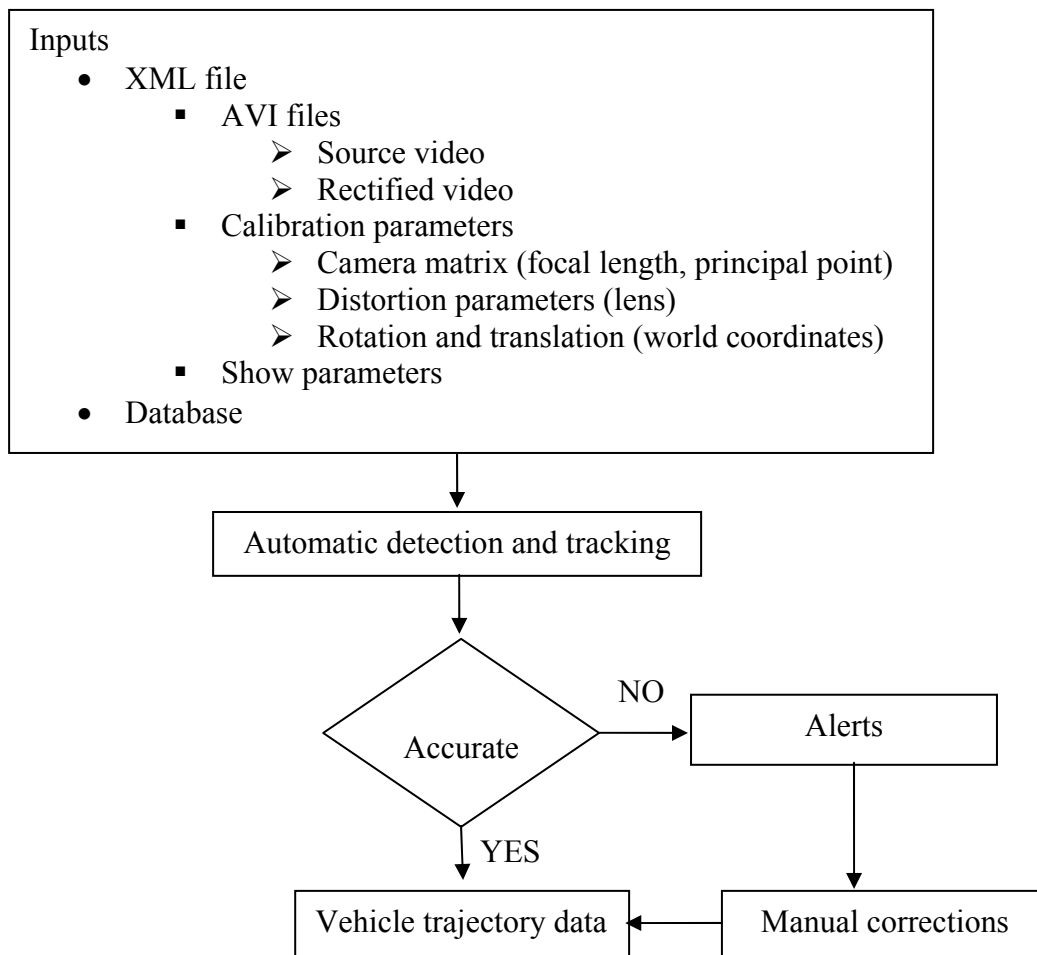 Inputs
• XML file
▪ AVI files
➢ Source video
➢ Rectified video
▪ Calibration parameters
➢ Camera matrix (focal length, principal point)
➢ Distortion parameters (lens)
➢ Rotation and translation (world coordinates)
▪ Show parameters
• Database
Automatic detection and tracking
NO
Alerts
Accurate
YES
Vehicle trajectory data
Manual corrections